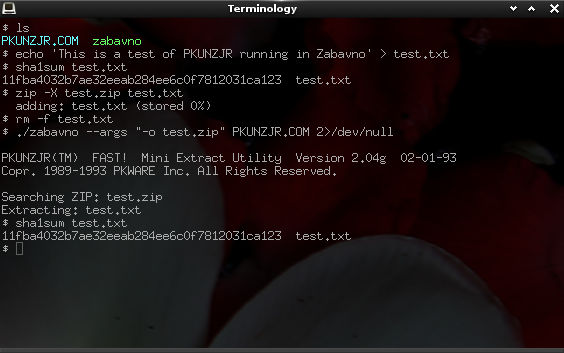 Terminology
$ ls
PKUNZJR.COM  zabavno
$ echo 'This is a test of PKUNZJR running in Zabavno' > test.txt
$ sha1sum test.txt
11fba4032b7ae32eeab284ee6c0f7812031ca123  test.txt
$ zip -X test.zip test.txt
  adding: test.txt (stored 0%)
$ rm -f test.txt
$ ./zabavno --args "-o test.zip" PKUNZJR.COM 2>/dev/null
PKUNZJR(TM)  FAST!  Mini Extract Utility  Version 2.04g  02-01-93
Copr. 1989-1993 PKWARE Inc. All Rights Reserved.
Searching ZIP: test.zip
Extracting: test.txt
$ sha1sum test.txt
11fba4032b7ae32eeab284ee6c0f7812031ca123  test.txt
$